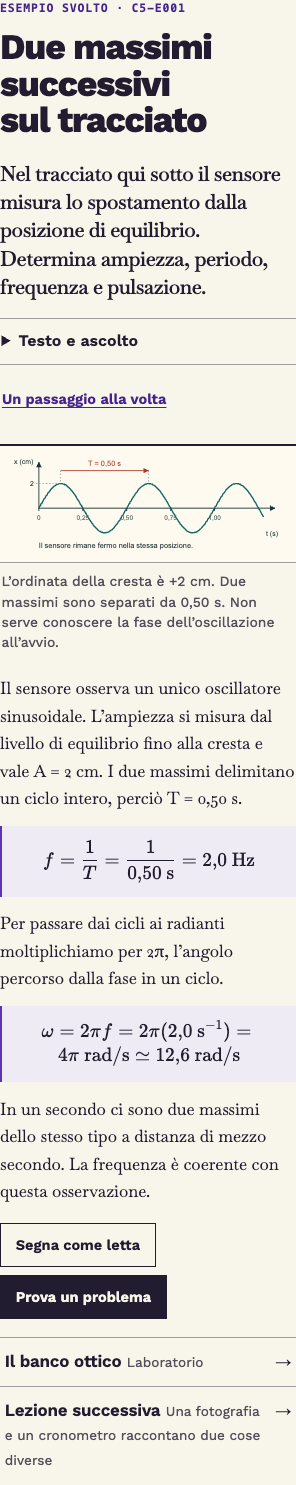 ESEMPIO SVOLTO · C5-E001
Due massimi
successivi
sul tracciato
Nel tracciato qui sotto il sensore
misura lo spostamento dalla
posizione di equilibrio.
Determina ampiezza, periodo,
frequenza e pulsazione.
▶ Testo e ascolto
Un passaggio alla volta
x (cm)
T = 0,50 s
2
0 0,25 0,50 0,75 1,00
t (s)
Il sensore rimane fermo nella stessa posizione.
L’ordinata della cresta è +2 cm. Due
massimi sono separati da 0,50 s. Non
serve conoscere la fase dell’oscillazione
all’avvio.
Il sensore osserva un unico oscillatore
sinusoidale. L’ampiezza si misura dal
livello di equilibrio fino alla cresta e
vale A = 2 cm. I due massimi delimitano
un ciclo intero, perciò T = 0,50 s.
f = 1/T = 1/0,50 s = 2,0 Hz
Per passare dai cicli ai radianti
moltiplichiamo per 2π, l’angolo
percorso dalla fase in un ciclo.
ω = 2πf = 2π(2,0 s⁻¹) =
4π rad/s ≃ 12,6 rad/s
In un secondo ci sono due massimi
dello stesso tipo a distanza di mezzo
secondo. La frequenza è coerente con
questa osservazione.
Segna come letta
Prova un problema
Il banco ottico Laboratorio →
Lezione successiva Una fotografia →
e un cronometro raccontano due cose
diverse